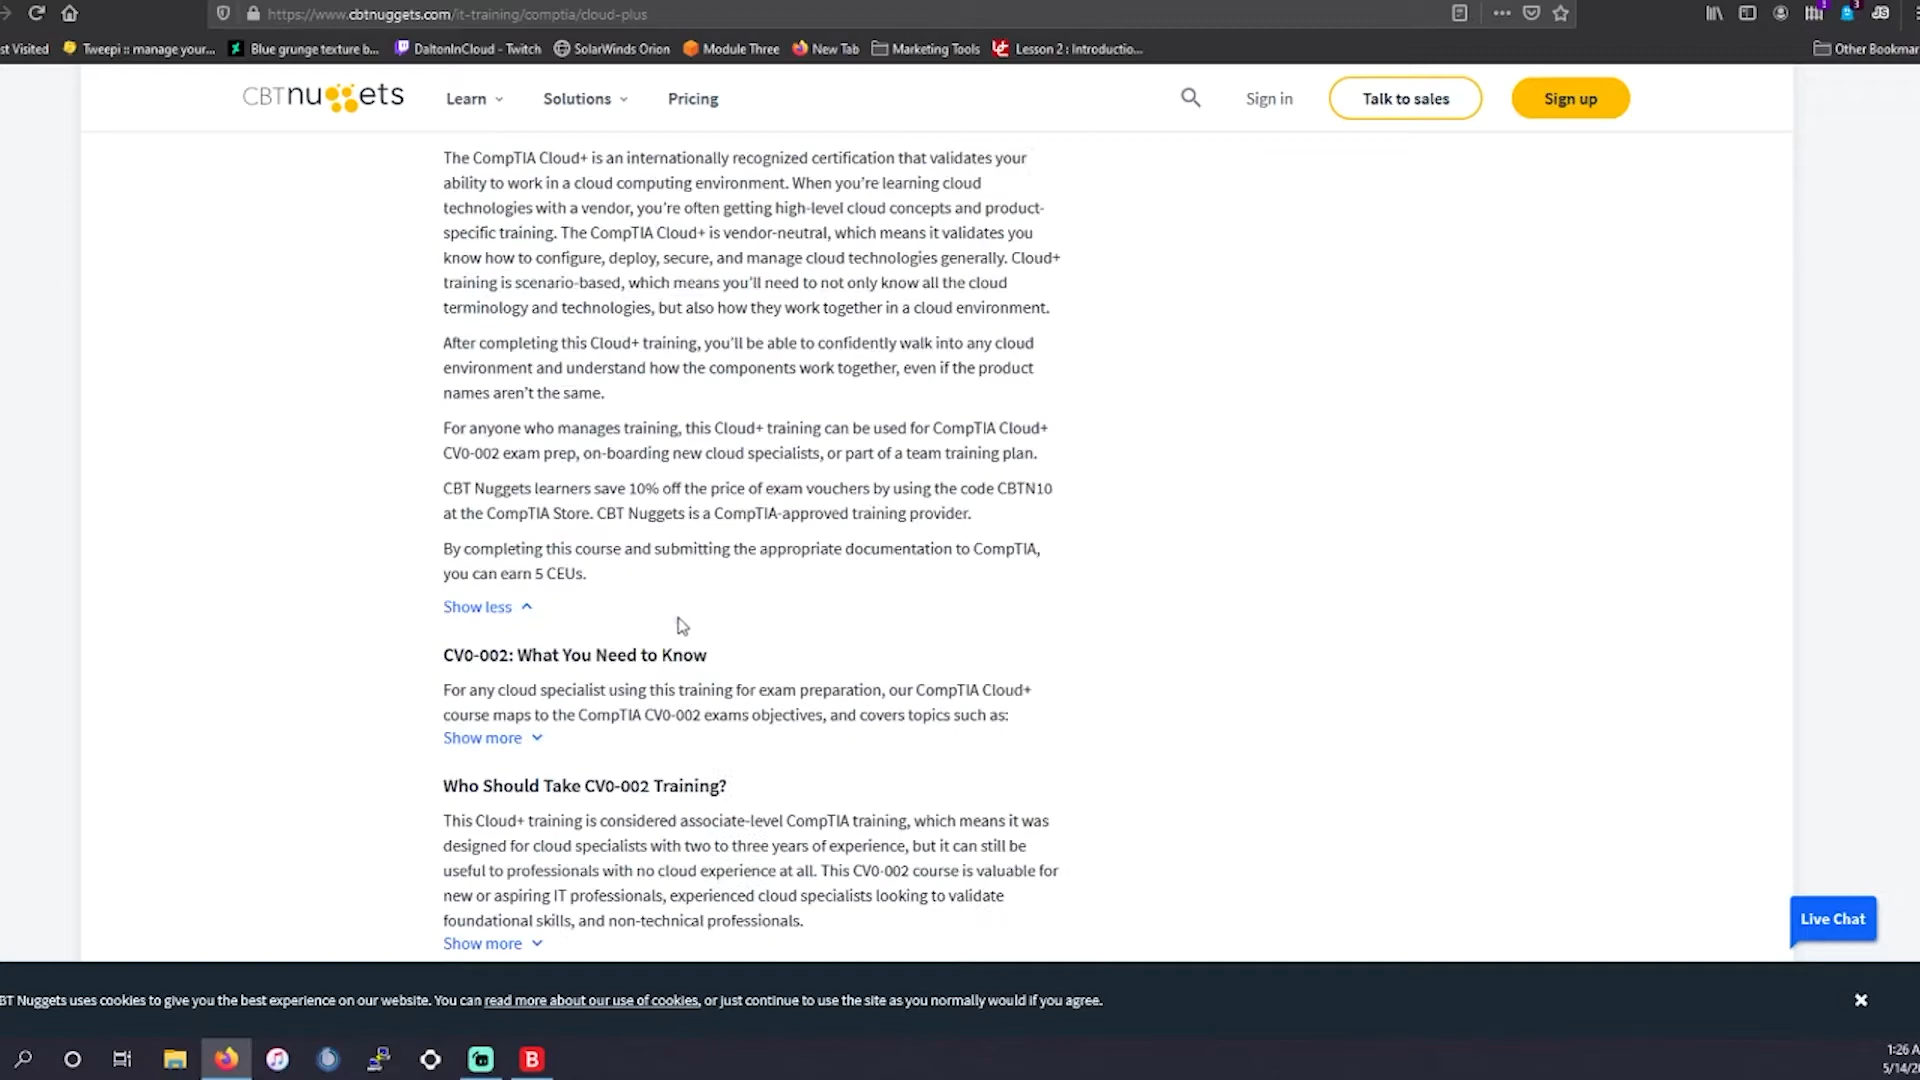 https://www.cbtnuggets.com/it-training/comptia/cloud-plus
st Visited Tweepi :: manage your... Blue grunge texture b... DaltonInCloud - Twitch SolarWinds Orion Module Three New Tab Marketing Tools Lesson 2 : Introductio... Other Bookmar
CBTnuggets Learn Solutions Pricing Sign in Talk to sales Sign up
The CompTIA Cloud+ is an internationally recognized certification that validates your
ability to work in a cloud computing environment. When you're learning cloud
technologies with a vendor, you're often getting high-level cloud concepts and product-
specific training. The CompTIA Cloud+ is vendor-neutral, which means it validates you
know how to configure, deploy, secure, and manage cloud technologies generally. Cloud+
training is scenario-based, which means you'll need to not only know all the cloud
terminology and technologies, but also how they work together in a cloud environment.
After completing this Cloud+ training, you'll be able to confidently walk into any cloud
environment and understand how the components work together, even if the product
names aren't the same.
For anyone who manages training, this Cloud+ training can be used for CompTIA Cloud+
CV0-002 exam prep, on-boarding new cloud specialists, or part of a team training plan.
CBT Nuggets learners save 10% off the price of exam vouchers by using the code CBTN10
at the CompTIA Store. CBT Nuggets is a CompTIA-approved training provider.
By completing this course and submitting the appropriate documentation to CompTIA,
you can earn 5 CEUs.
Show less
CV0-002: What You Need to Know
For any cloud specialist using this training for exam preparation, our CompTIA Cloud+
course maps to the CompTIA CV0-002 exams objectives, and covers topics such as:
Show more
Who Should Take CV0-002 Training?
This Cloud+ training is considered associate-level CompTIA training, which means it was
designed for cloud specialists with two to three years of experience, but it can still be
useful to professionals with no cloud experience at all. This CV0-002 course is valuable for
new or aspiring IT professionals, experienced cloud specialists looking to validate
foundational skills, and non-technical professionals.
Show more
Live Chat
BT Nuggets uses cookies to give you the best experience on our website. You can read more about our use of cookies, or just continue to use the site as you normally would if you agree.
B
1:26 A
5/14/2